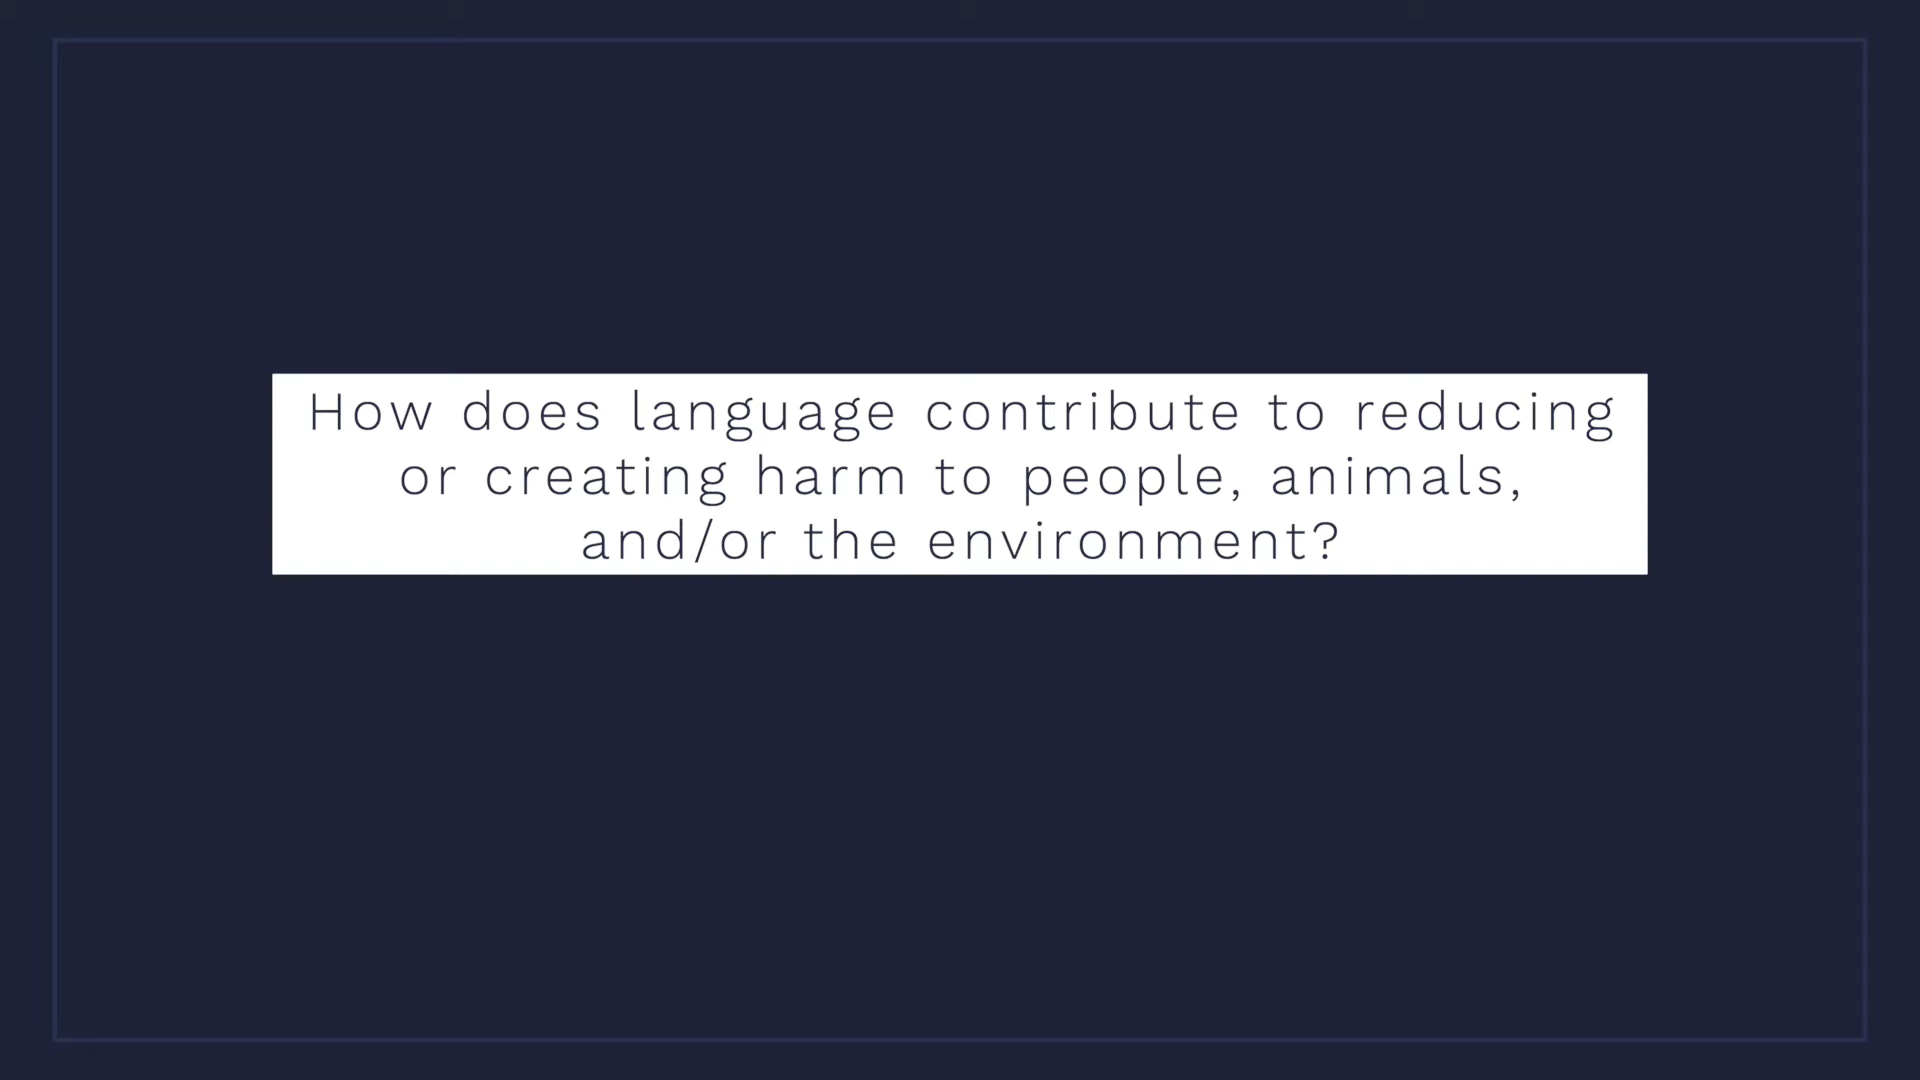 How does language contribute to reducing
or creating harm to people, animals,
and/or the environment?